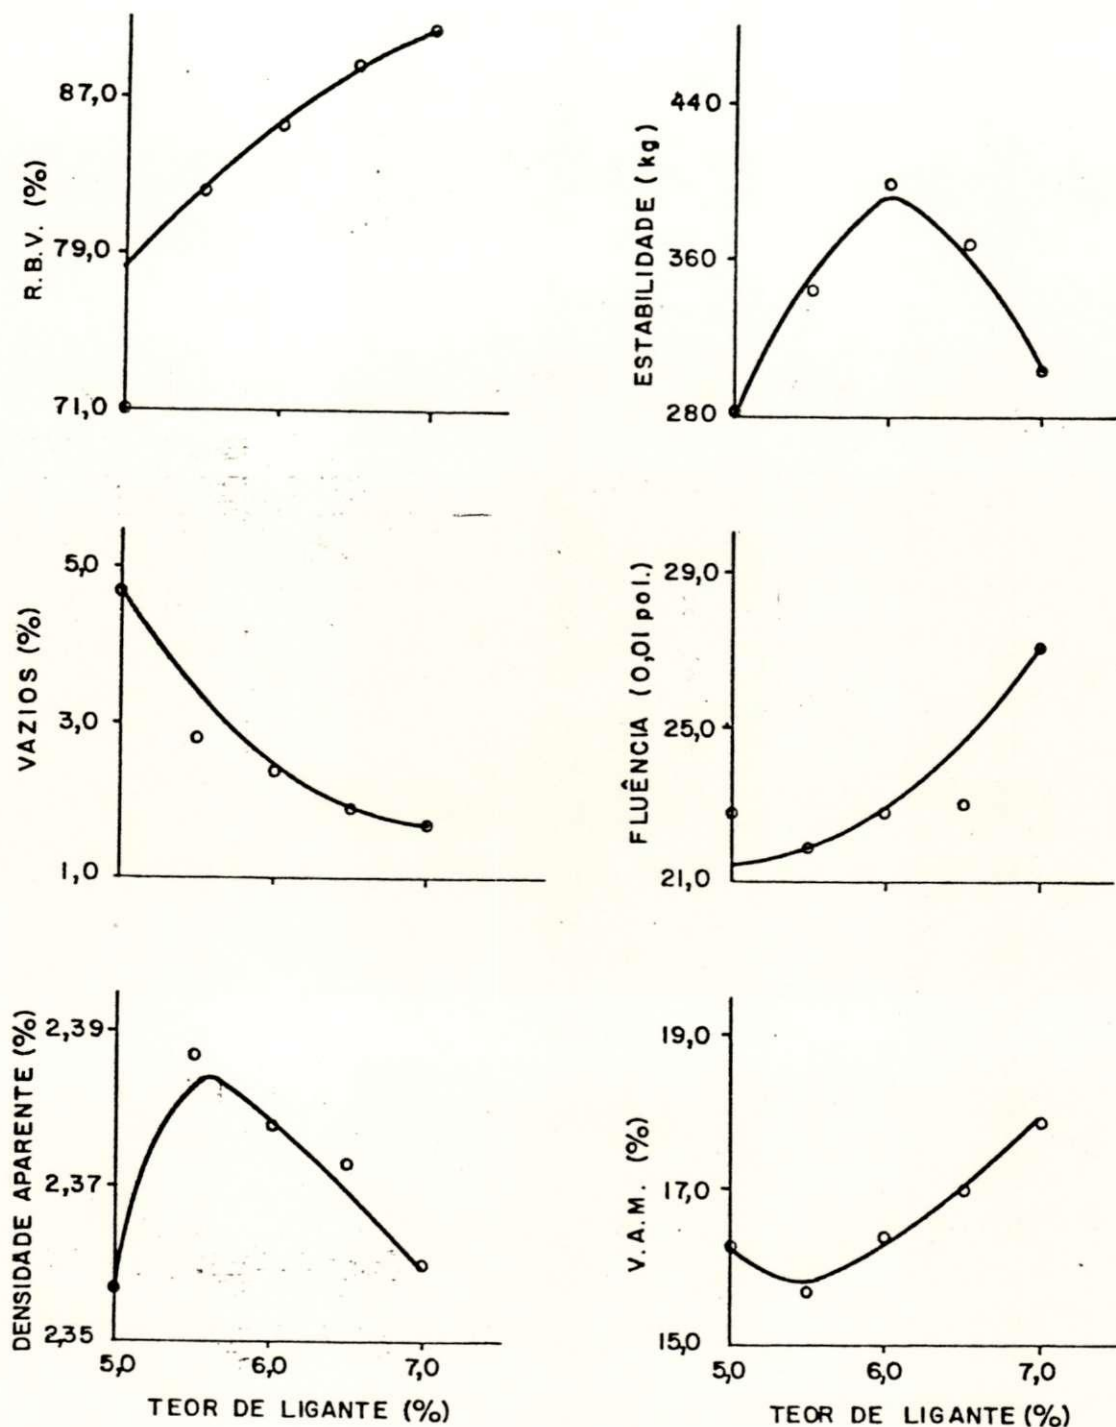 87,0
79,0
71,0
R.B.V. (%)
440
360
280
ESTABILIDADE (kg)
5,0
3,0
1,0
VAZIOS (%)
29,0
25,0
21,0
FLUÊNCIA (0,01 pol.)
2,39
2,37
2,35
DENSIDADE APARENTE (%)
5,0 6,0 7,0
TEOR DE LIGANTE (%)
19,0
17,0
15,0
V.A.M. (%)
5,0 6,0 7,0
TEOR DE LIGANTE (%)